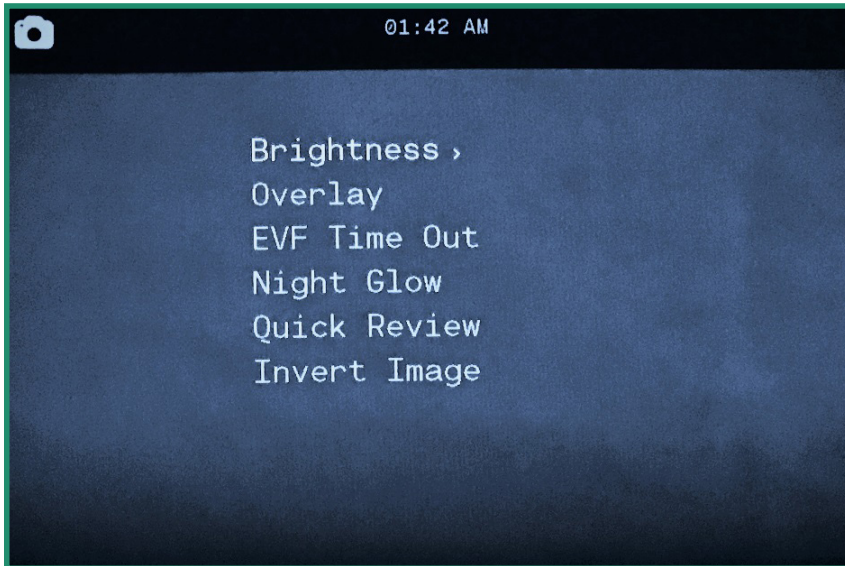 01:42 AM
Brightness ›
Overlay
EVF Time Out
Night Glow
Quick Review
Invert Image